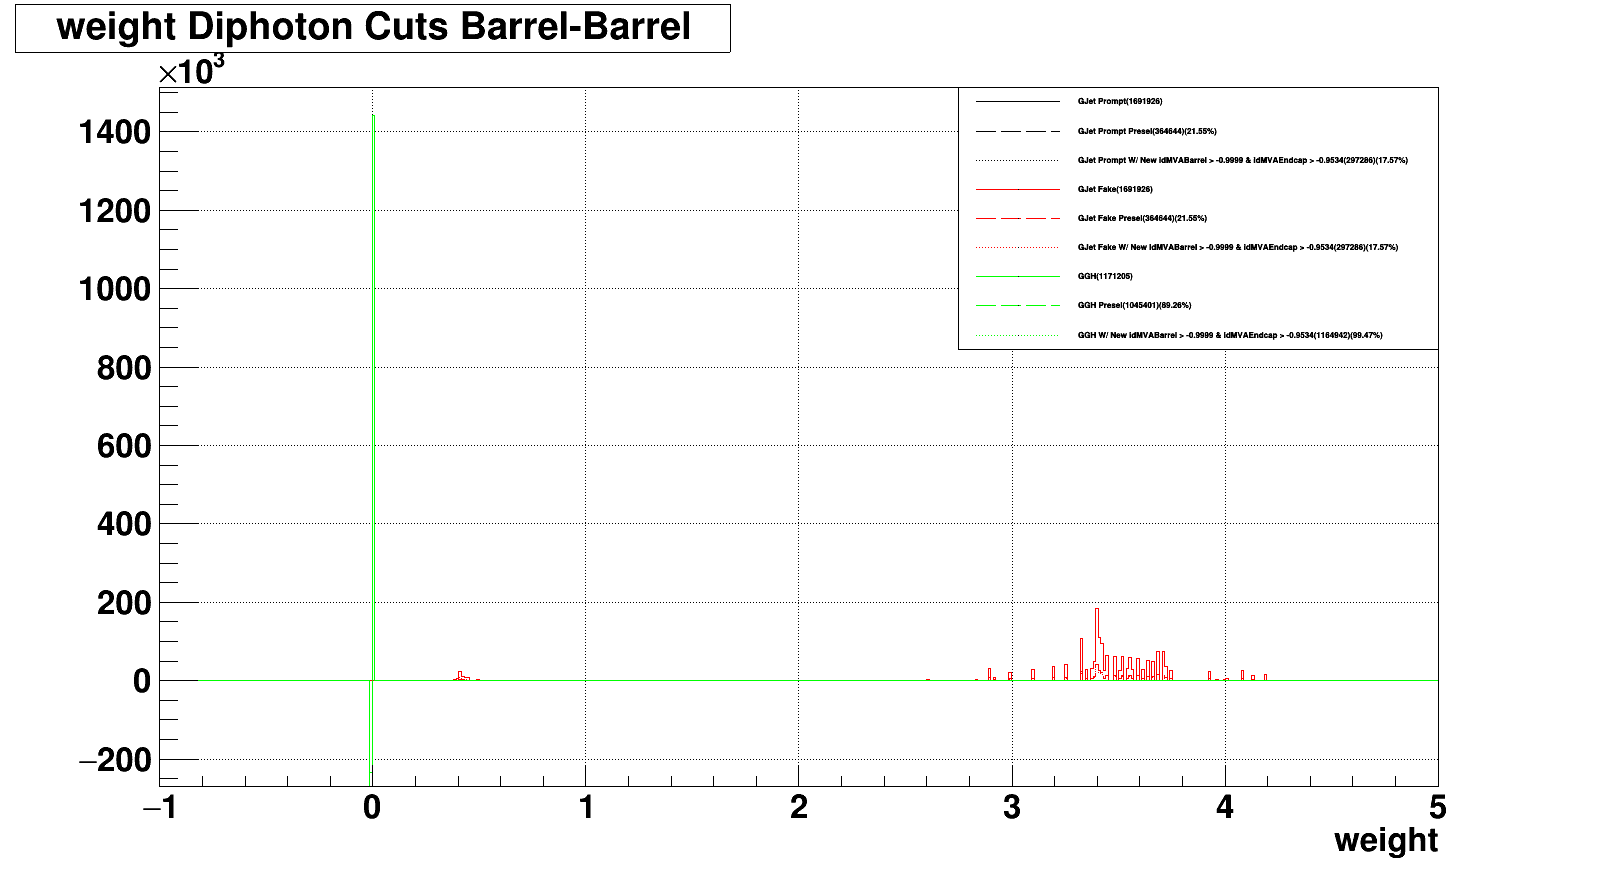 weight Diphoton Cuts Barrel-Barrel
×10³
GJet Prompt(1691926)
GJet Prompt Presel(364644)(21.55%)
GJet Prompt W/ New idMVABarrel > -0.9999 & idMVAEndcap > -0.9534(297286)(17.57%)
GJet Fake(1691926)
GJet Fake Presel(364644)(21.55%)
GJet Fake W/ New idMVABarrel > -0.9999 & idMVAEndcap > -0.9534(297286)(17.57%)
GGH(1171205)
GGH Presel(1045401)(89.26%)
GGH W/ New idMVABarrel > -0.9999 & idMVAEndcap > -0.9534(1164942)(99.47%)
1400
1200
1000
800
600
400
200
0
−200
−1 0 1 2 3 4 5
weight